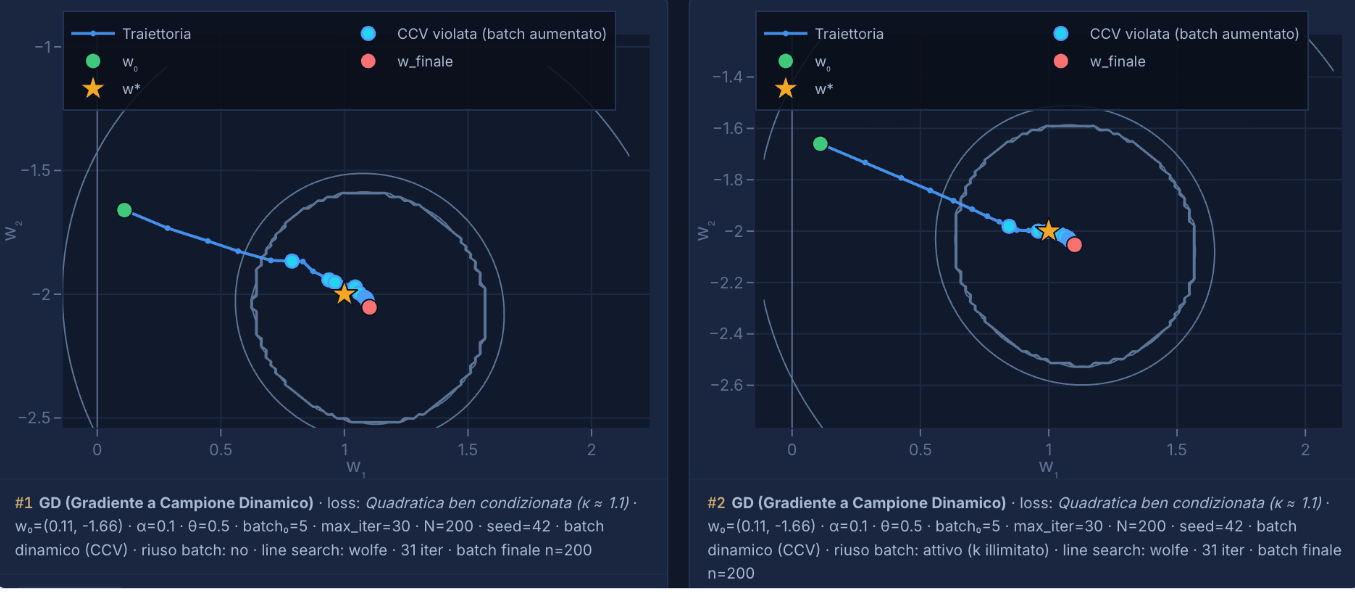 Traiettoria
CCV violata (batch aumentato)
w₀
w_finale
w*
−1
−1.5
−2
−2.5
w₂
0
0.5
1
1.5
2
w₁
#1 GD (Gradiente a Campione Dinamico) · loss: Quadratica ben condizionata (κ ≈ 1.1) ·
w₀=(0.11, -1.66) · α=0.1 · θ=0.5 · batch₀=5 · max_iter=30 · N=200 · seed=42 · batch
dinamico (CCV) · riuso batch: no · line search: wolfe · 31 iter · batch finale n=200
Traiettoria
CCV violata (batch aumentato)
w₀
w_finale
w*
−1.4
−1.6
−1.8
−2
−2.2
−2.4
−2.6
w₂
0
0.5
1
1.5
2
w₁
#2 GD (Gradiente a Campione Dinamico) · loss: Quadratica ben condizionata (κ ≈ 1.1) ·
w₀=(0.11, -1.66) · α=0.1 · θ=0.5 · batch₀=5 · max_iter=30 · N=200 · seed=42 · batch
dinamico (CCV) · riuso batch: attivo (k illimitato) · line search: wolfe · 31 iter · batch finale
n=200